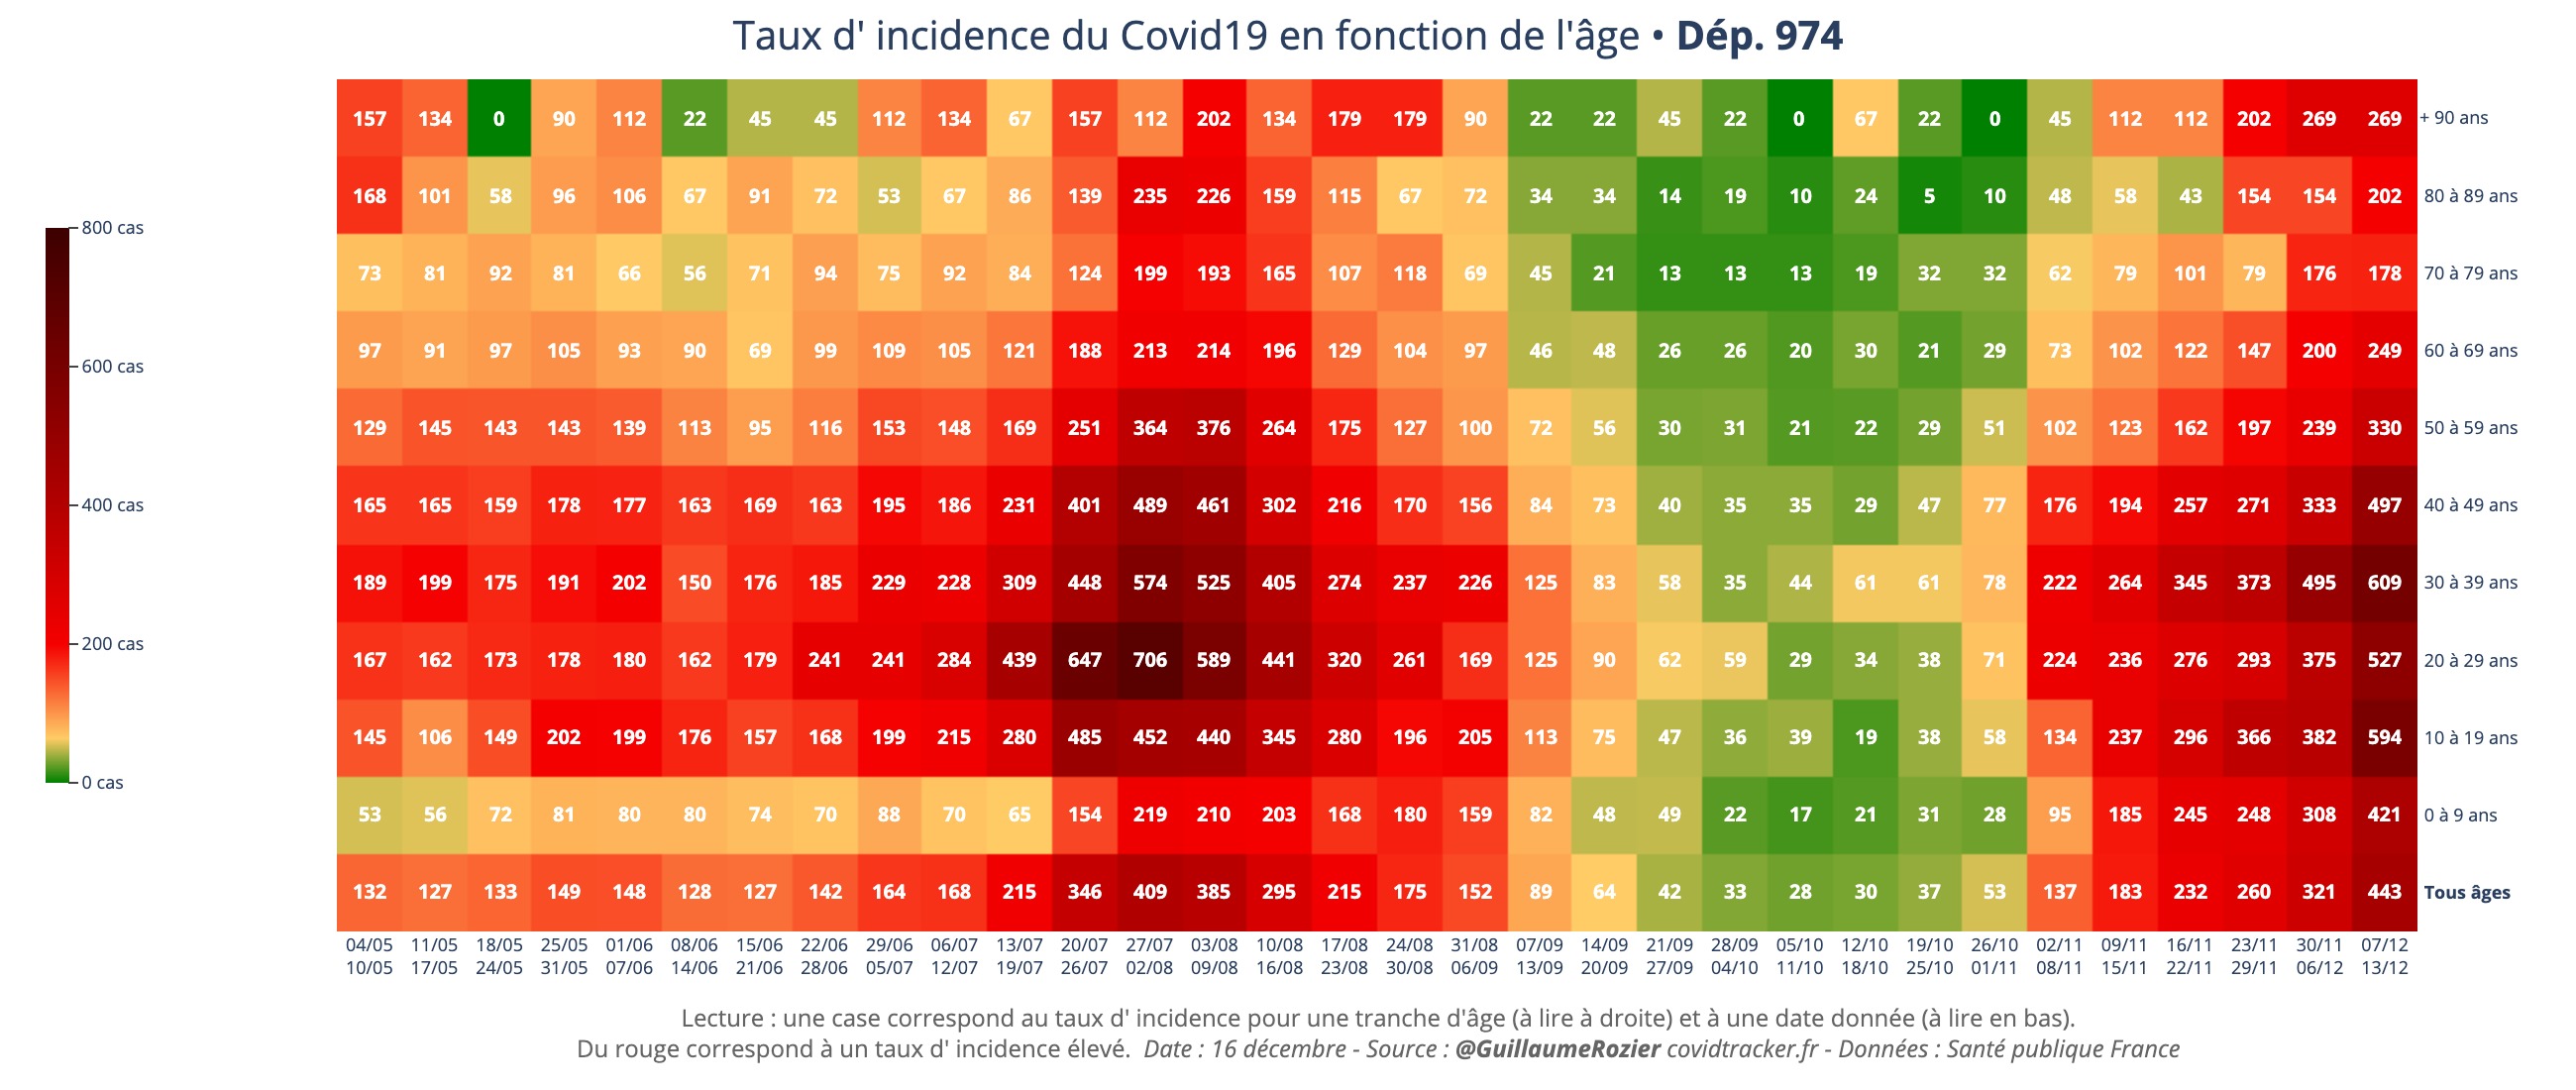 Taux d' incidence du Covid19 en fonction de l'âge • Dép. 974
800 cas
600 cas
400 cas
200 cas
0 cas
157 134 0 90 112 22 45 45 112 134 67 157 112 202 134 179 179 90 22 22 45 22 0 67 22 0 45 112 112 202 269 269 + 90 ans
168 101 58 96 106 67 91 72 53 67 86 139 235 226 159 115 67 72 34 34 14 19 10 24 5 10 48 58 43 154 154 202 80 à 89 ans
73 81 92 81 66 56 71 94 75 92 84 124 199 193 165 107 118 69 45 21 13 13 13 19 32 32 62 79 101 79 176 178 70 à 79 ans
97 91 97 105 93 90 69 99 109 105 121 188 213 214 196 129 104 97 46 48 26 26 20 30 21 29 73 102 122 147 200 249 60 à 69 ans
129 145 143 143 139 113 95 116 153 148 169 251 364 376 264 175 127 100 72 56 30 31 21 22 29 51 102 123 162 197 239 330 50 à 59 ans
165 165 159 178 177 163 169 163 195 186 231 401 489 461 302 216 170 156 84 73 40 35 35 29 47 77 176 194 257 271 333 497 40 à 49 ans
189 199 175 191 202 150 176 185 229 228 309 448 574 525 405 274 237 226 125 83 58 35 44 61 61 78 222 264 345 373 495 609 30 à 39 ans
167 162 173 178 180 162 179 241 241 284 439 647 706 589 441 320 261 169 125 90 62 59 29 34 38 71 224 236 276 293 375 527 20 à 29 ans
145 106 149 202 199 176 157 168 199 215 280 485 452 440 345 280 196 205 113 75 47 36 39 19 38 58 134 237 296 366 382 594 10 à 19 ans
53 56 72 81 80 80 74 70 88 70 65 154 219 210 203 168 180 159 82 48 49 22 17 21 31 28 95 185 245 248 308 421 0 à 9 ans
132 127 133 149 148 128 127 142 164 168 215 346 409 385 295 215 175 152 89 64 42 33 28 30 37 53 137 183 232 260 321 443 Tous âges
04/05 11/05 18/05 25/05 01/06 08/06 15/06 22/06 29/06 06/07 13/07 20/07 27/07 03/08 10/08 17/08 24/08 31/08 07/09 14/09 21/09 28/09 05/10 12/10 19/10 26/10 02/11 09/11 16/11 23/11 30/11 07/12
10/05 17/05 24/05 31/05 07/06 14/06 21/06 28/06 05/07 12/07 19/07 26/07 02/08 09/08 16/08 23/08 30/08 06/09 13/09 20/09 27/09 04/10 11/10 18/10 25/10 01/11 08/11 15/11 22/11 29/11 06/12 13/12
Lecture : une case correspond au taux d' incidence pour une tranche d'âge (à lire à droite) et à une date donnée (à lire en bas).
Du rouge correspond à un taux d' incidence élevé. Date : 16 décembre - Source : @GuillaumeRozier covidtracker.fr - Données : Santé publique France